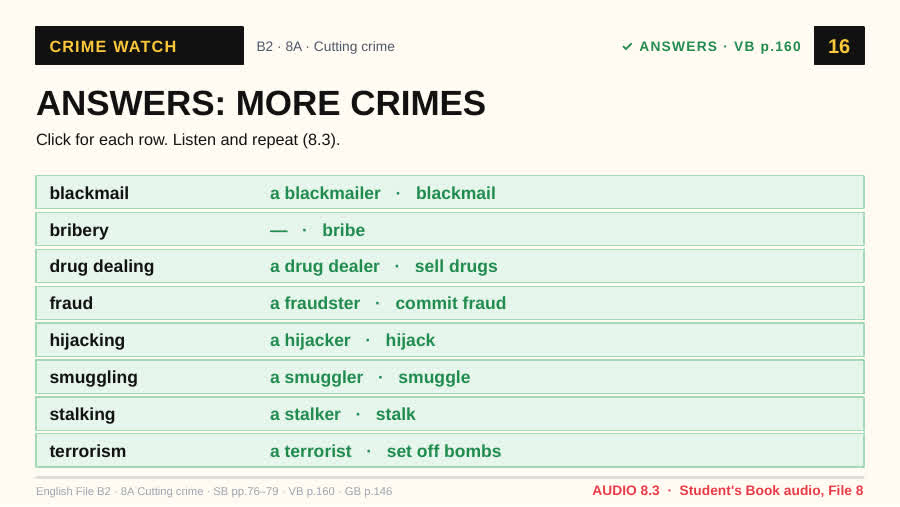 CRIME WATCH
B2 · 8A · Cutting crime
✓ ANSWERS · VB p.160
16
ANSWERS: MORE CRIMES
Click for each row. Listen and repeat (8.3).
blackmail a blackmailer · blackmail
bribery — · bribe
drug dealing a drug dealer · sell drugs
fraud a fraudster · commit fraud
hijacking a hijacker · hijack
smuggling a smuggler · smuggle
stalking a stalker · stalk
terrorism a terrorist · set off bombs
English File B2 · 8A Cutting crime · SB pp.76–79 · VB p.160 · GB p.146
AUDIO 8.3 · Student's Book audio, File 8